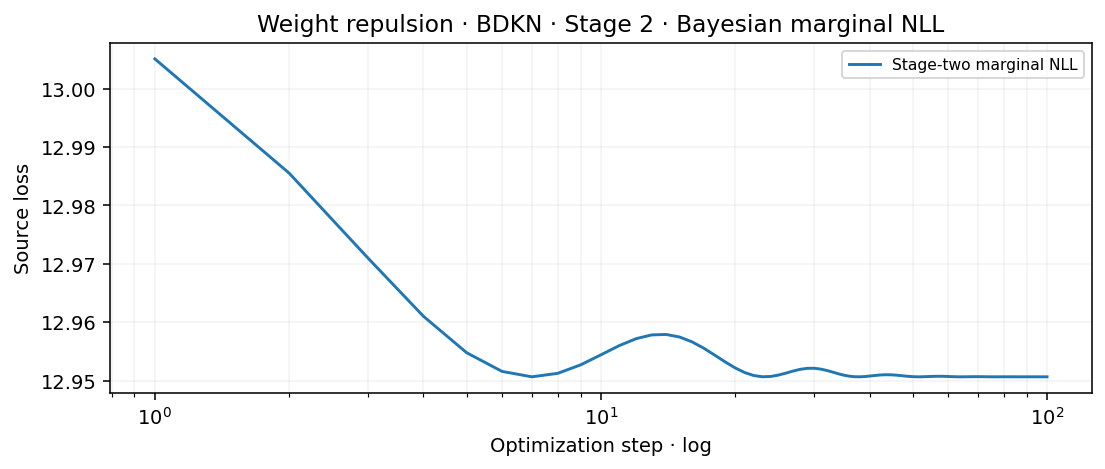 Weight repulsion · BDKN · Stage 2 · Bayesian marginal NLL
Stage-two marginal NLL
Source loss
13.00
12.99
12.98
12.97
12.96
12.95
10⁰
10¹
10²
Optimization step · log